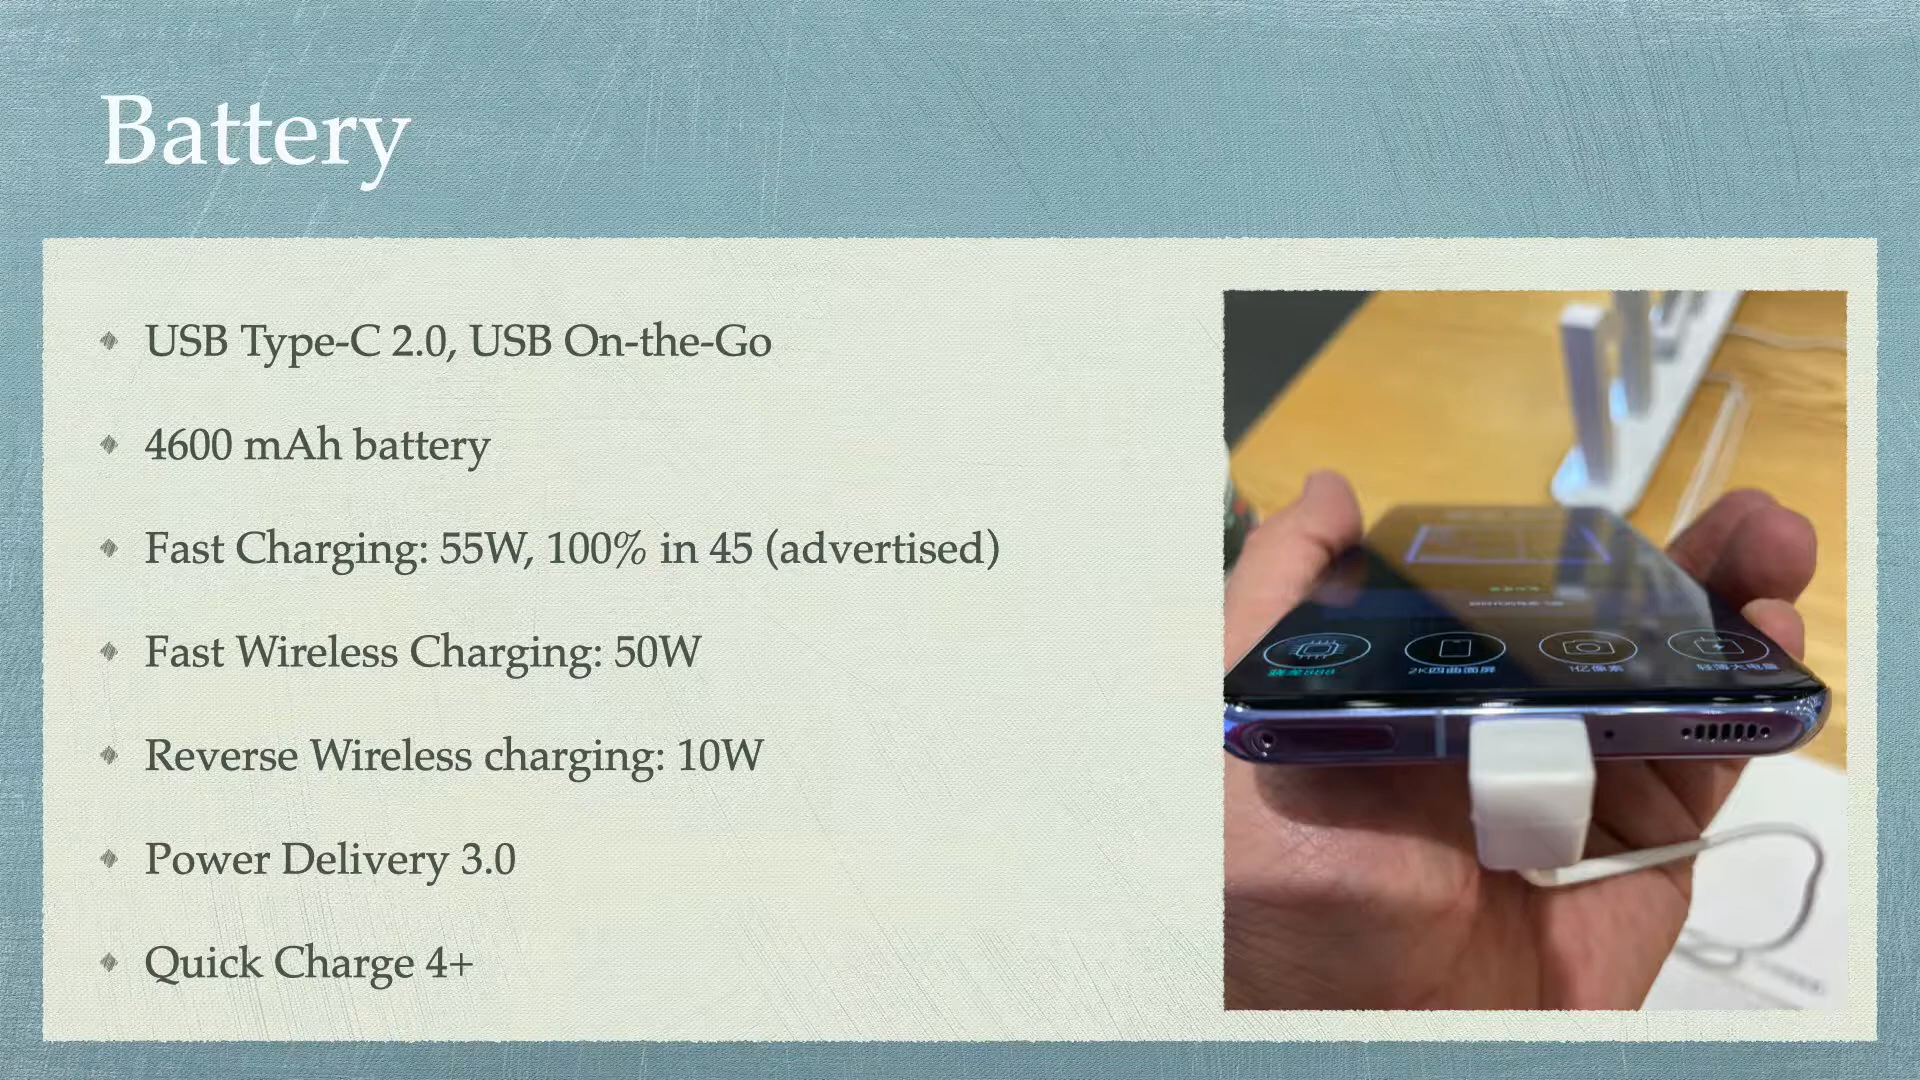 Battery
USB Type-C 2.0, USB On-the-Go
4600 mAh battery
Fast Charging: 55W, 100% in 45 (advertised)
Fast Wireless Charging: 50W
Reverse Wireless charging: 10W
Power Delivery 3.0
Quick Charge 4+
2K四曲面屏
1亿像素